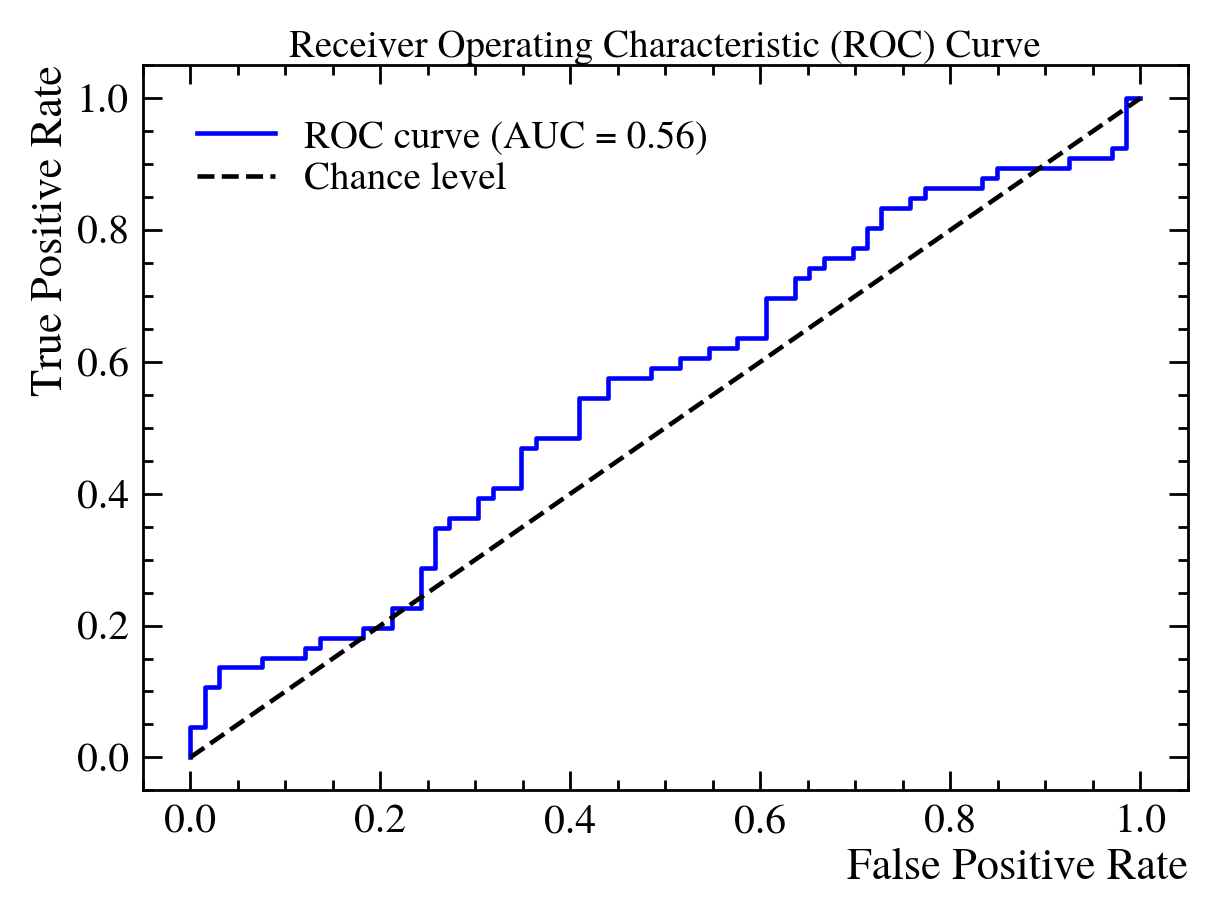 Receiver Operating Characteristic (ROC) Curve
True Positive Rate
1.0
0.8
0.6
0.4
0.2
0.0
ROC curve (AUC = 0.56)
Chance level
0.0 0.2 0.4 0.6 0.8 1.0
False Positive Rate